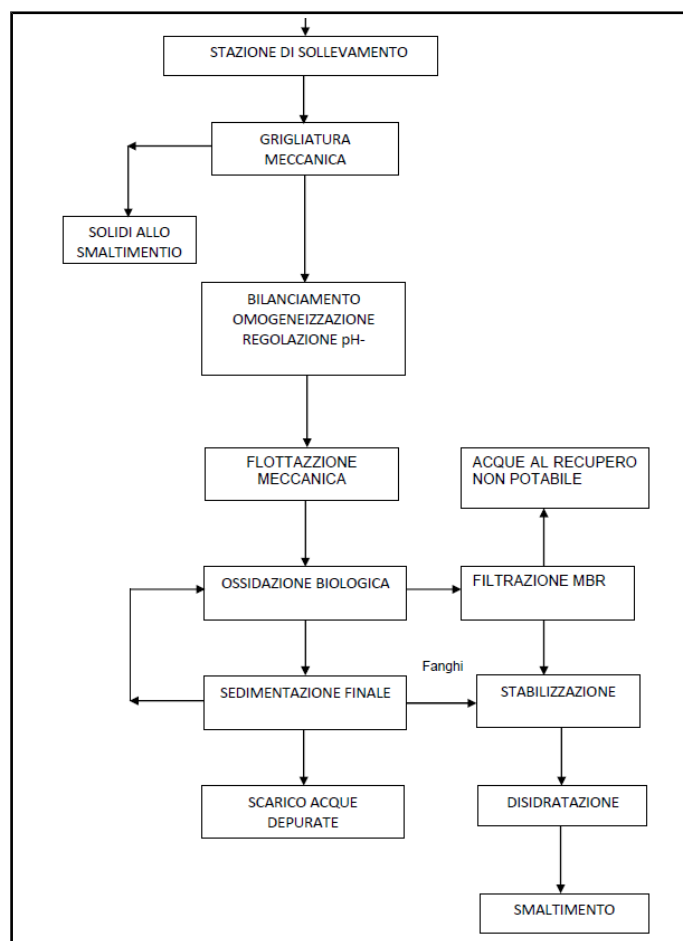 STAZIONE DI SOLLEVAMENTO
GRIGLIATURA
MECCANICA
SOLIDI ALLO
SMALTIMENTIO
BILANCIAMENTO
OMOGENEIZZAZIONE
REGOLAZIONE pH-
FLOTTAZZIONE
MECCANICA
ACQUE AL RECUPERO
NON POTABILE
OSSIDAZIONE BIOLOGICA
FILTRAZIONE MBR
Fanghi
SEDIMENTAZIONE FINALE
STABILIZZAZIONE
SCARICO ACQUE
DEPURATE
DISIDRATAZIONE
SMALTIMENTO